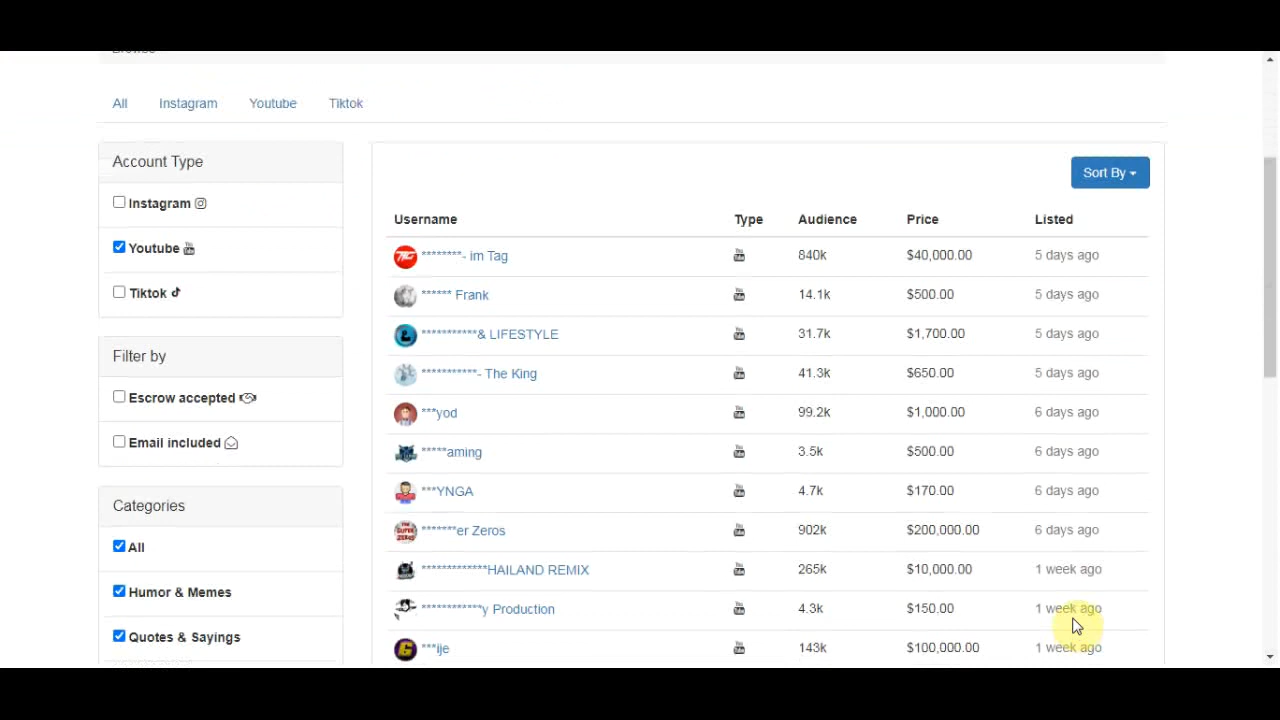 All Instagram Youtube Tiktok
Account Type
Instagram
Youtube
Tiktok
Filter by
Escrow accepted
Email included
Categories
All
Humor & Memes
Quotes & Sayings
Sort By
Username Type Audience Price Listed
********- im Tag 840k $40,000.00 5 days ago
****** Frank 14.1k $500.00 5 days ago
***********& LIFESTYLE 31.7k $1,700.00 5 days ago
***********- The King 41.3k $650.00 5 days ago
***yod 99.2k $1,000.00 6 days ago
*****aming 3.5k $500.00 6 days ago
***YNGA 4.7k $170.00 6 days ago
*******er Zeros 902k $200,000.00 6 days ago
*************HAILAND REMIX 265k $10,000.00 1 week ago
************y Production 4.3k $150.00 1 week ago
***ije 143k $100,000.00 1 week ago